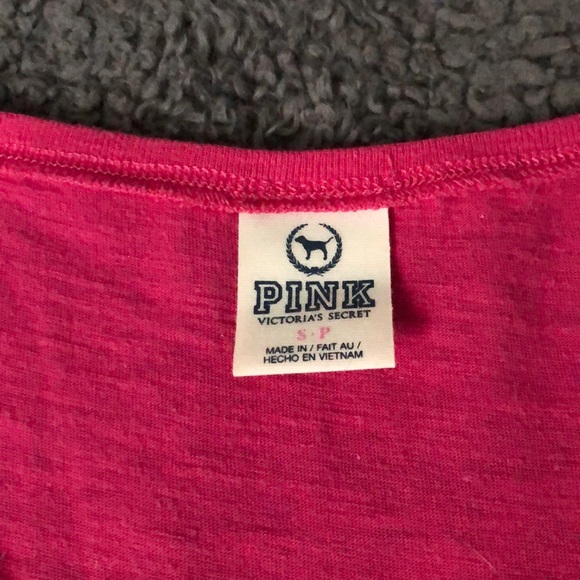 PINK
VICTORIA'S SECRET
S·P
MADE IN / FAIT AU /
HECHO EN VIETNAM